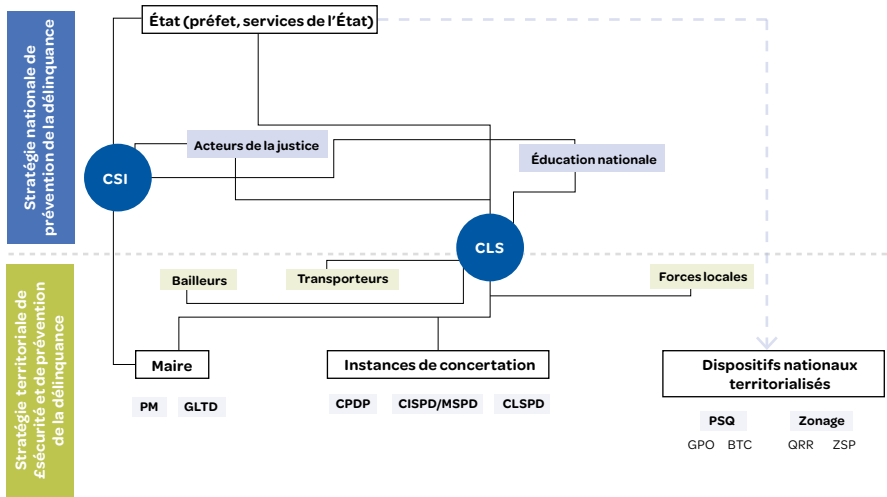 Stratégie nationale de
prévention de la délinquance
État (préfet, services de l'État)
Acteurs de la justice
CSI
Éducation nationale
CLS
Stratégie territoriale de
£sécurité et de prévention
de la délinquance
Bailleurs
Transporteurs
Forces locales
Maire
Instances de concertation
Dispositifs nationaux
territorialisés
PM GLTD
CPDP CISPD/MSPD CLSPD
PSQ Zonage
GPO BTC QRR ZSP